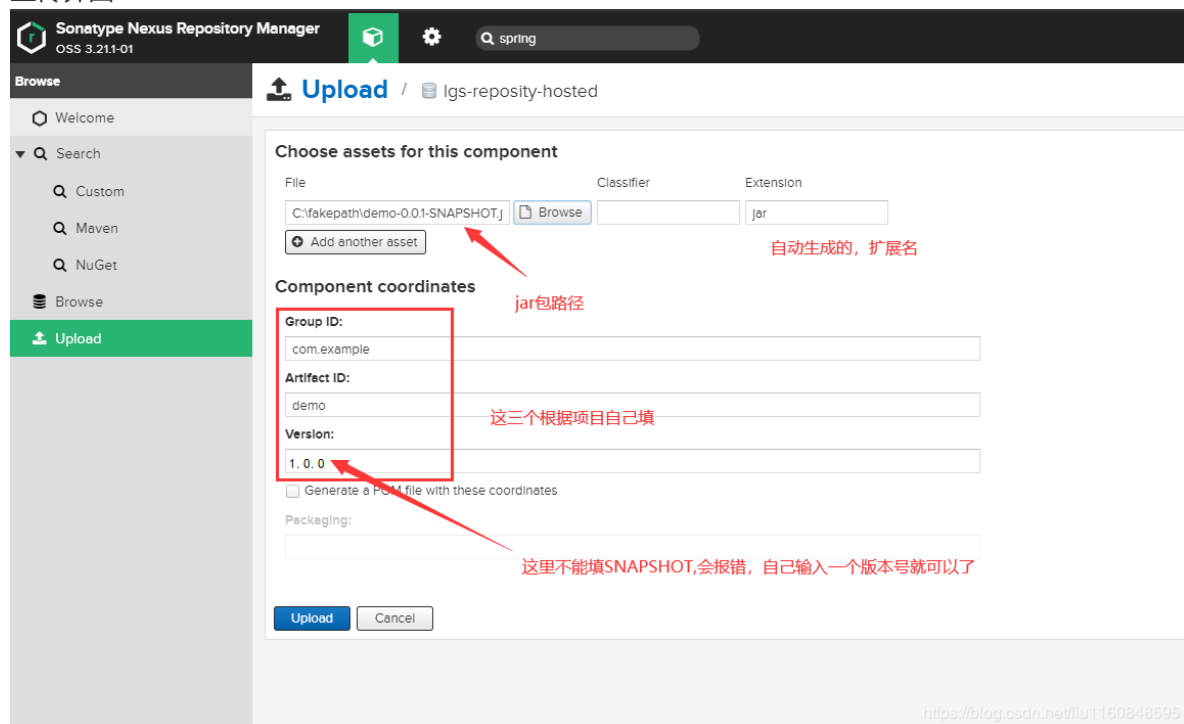 Sonatype Nexus Repository Manager
OSS 3.21.1-01
spring
Browse
Upload / lgs-reposity-hosted
Welcome
Search
Custom
Maven
NuGet
Browse
Upload
Choose assets for this component
File Classifier Extension
C:\fakepath\demo-0.0.1-SNAPSHOT.j Browse jar
Add another asset
自动生成的，扩展名
Component coordinates
jar包路径
Group ID:
com.example
Artifact ID:
demo
这三个根据项目自己填
Version:
1.0.0
Generate a POM file with these coordinates
Packaging:
这里不能填SNAPSHOT,会报错，自己输入一个版本号就可以了
Upload Cancel
https://blog.csdn.net/liu1160848595